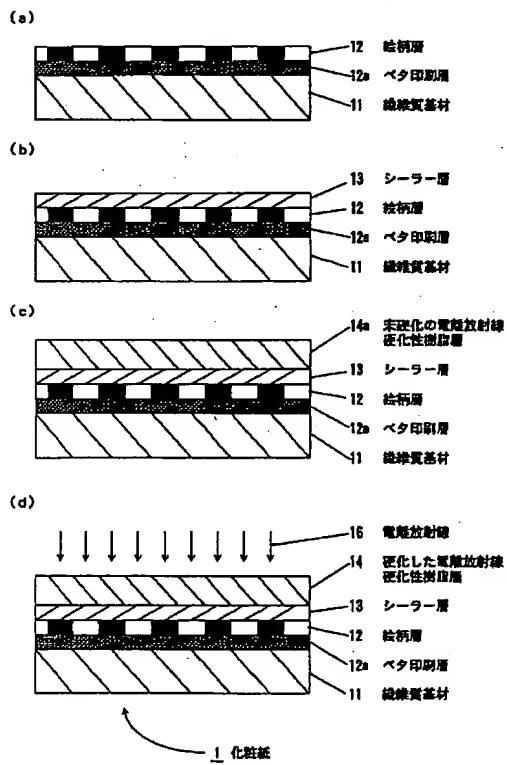 (a)
12 絵柄層
12a ベタ印刷層
11 繊維質基材
(b)
13 シーラー層
12 絵柄層
12a ベタ印刷層
11 繊維質基材
(c)
14a 未硬化の電離放射線
硬化性樹脂層
13 シーラー層
12 絵柄層
12a ベタ印刷層
11 繊維質基材
(d)
16 電離放射線
14 硬化した電離放射線
硬化性樹脂層
13 シーラー層
12 絵柄層
12a ベタ印刷層
11 繊維質基材
1 化粧紙